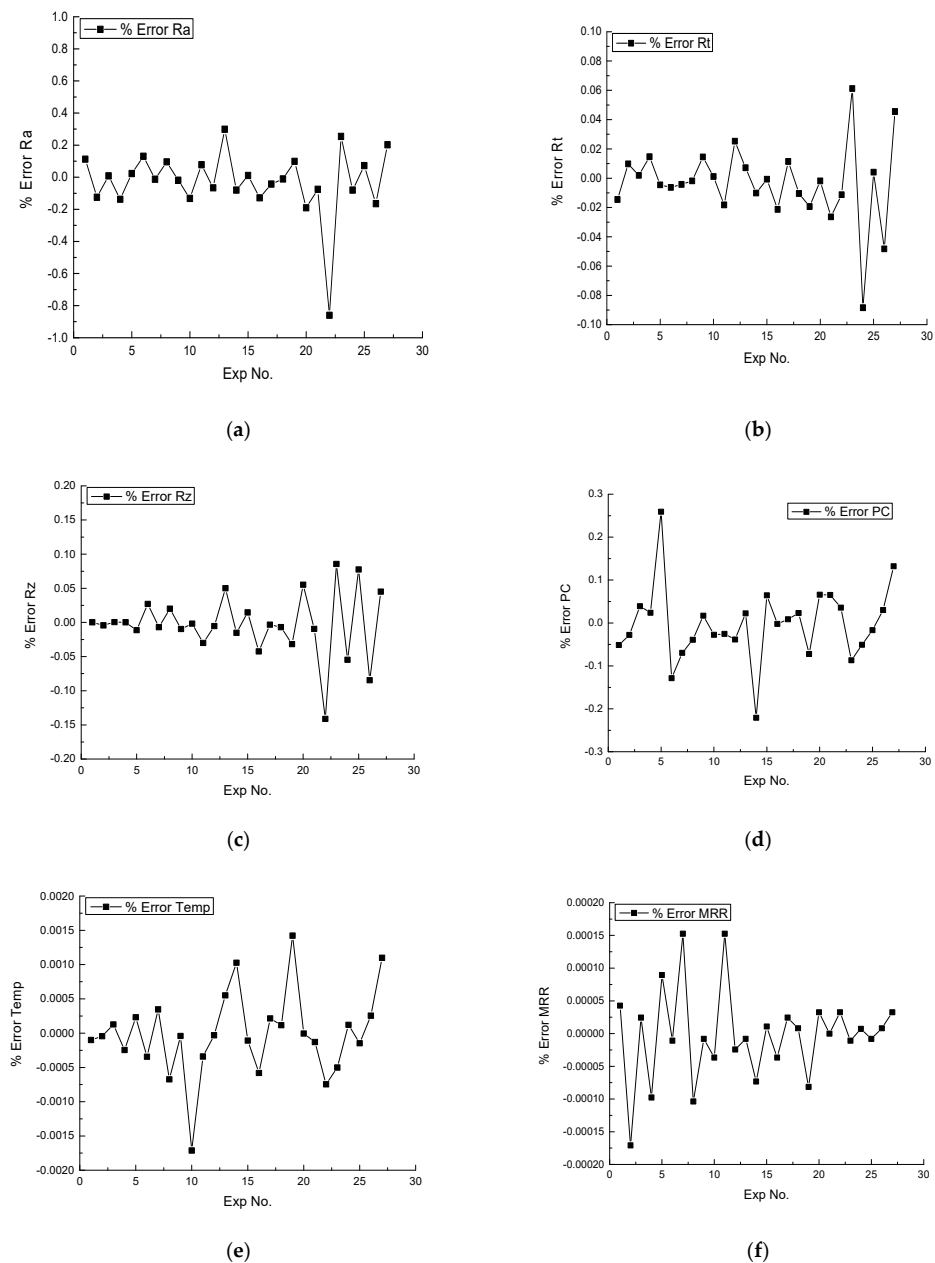 1.0
0.8
0.6
0.4
0.2
0.0
-0.2
-0.4
-0.6
-0.8
-1.0
% Error Ra
% Error Ra
0 5 10 15 20 25 30
Exp No.
(a)
0.10
0.08
0.06
0.04
0.02
0.00
-0.02
-0.04
-0.06
-0.08
-0.10
% Error Rt
% Error Rt
0 5 10 15 20 25 30
Exp No.
(b)
0.20
0.15
0.10
0.05
0.00
-0.05
-0.10
-0.15
-0.20
% Error Rz
% Error Rz
0 5 10 15 20 25 30
Exp No.
(c)
0.3
0.2
0.1
0.0
-0.1
-0.2
-0.3
% Error PC
% Error PC
0 5 10 15 20 25 30
Exp No.
(d)
0.0020
0.0015
0.0010
0.0005
0.0000
-0.0005
-0.0010
-0.0015
-0.0020
% Error Temp
% Error Temp
0 5 10 15 20 25 30
Exp No.
(e)
0.00020
0.00015
0.00010
0.00005
0.00000
-0.00005
-0.00010
-0.00015
-0.00020
% Error MRR
% Error MRR
0 5 10 15 20 25 30
Exp No.
(f)